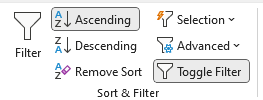 Filter
Ascending
Descending
Remove Sort
Selection
Advanced
Toggle Filter
Sort & Filter